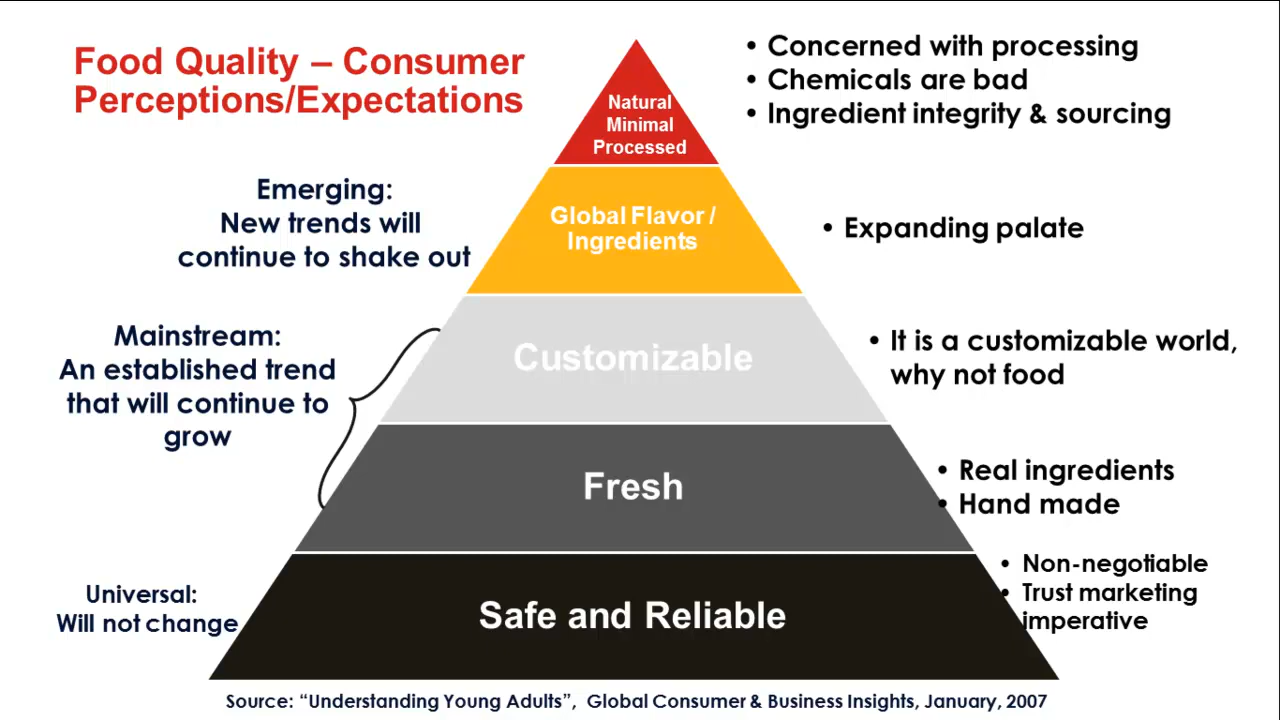 Food Quality – Consumer
Perceptions/Expectations
Natural
Minimal
Processed
• Concerned with processing
• Chemicals are bad
• Ingredient integrity & sourcing
Emerging:
New trends will
continue to shake out
Global Flavor /
Ingredients
• Expanding palate
Mainstream:
An established trend
that will continue to
grow
Customizable
• It is a customizable world,
why not food
Fresh
• Real ingredients
• Hand made
Universal:
Will not change
Safe and Reliable
• Non-negotiable
• Trust marketing
imperative
Source: “Understanding Young Adults”, Global Consumer & Business Insights, January, 2007